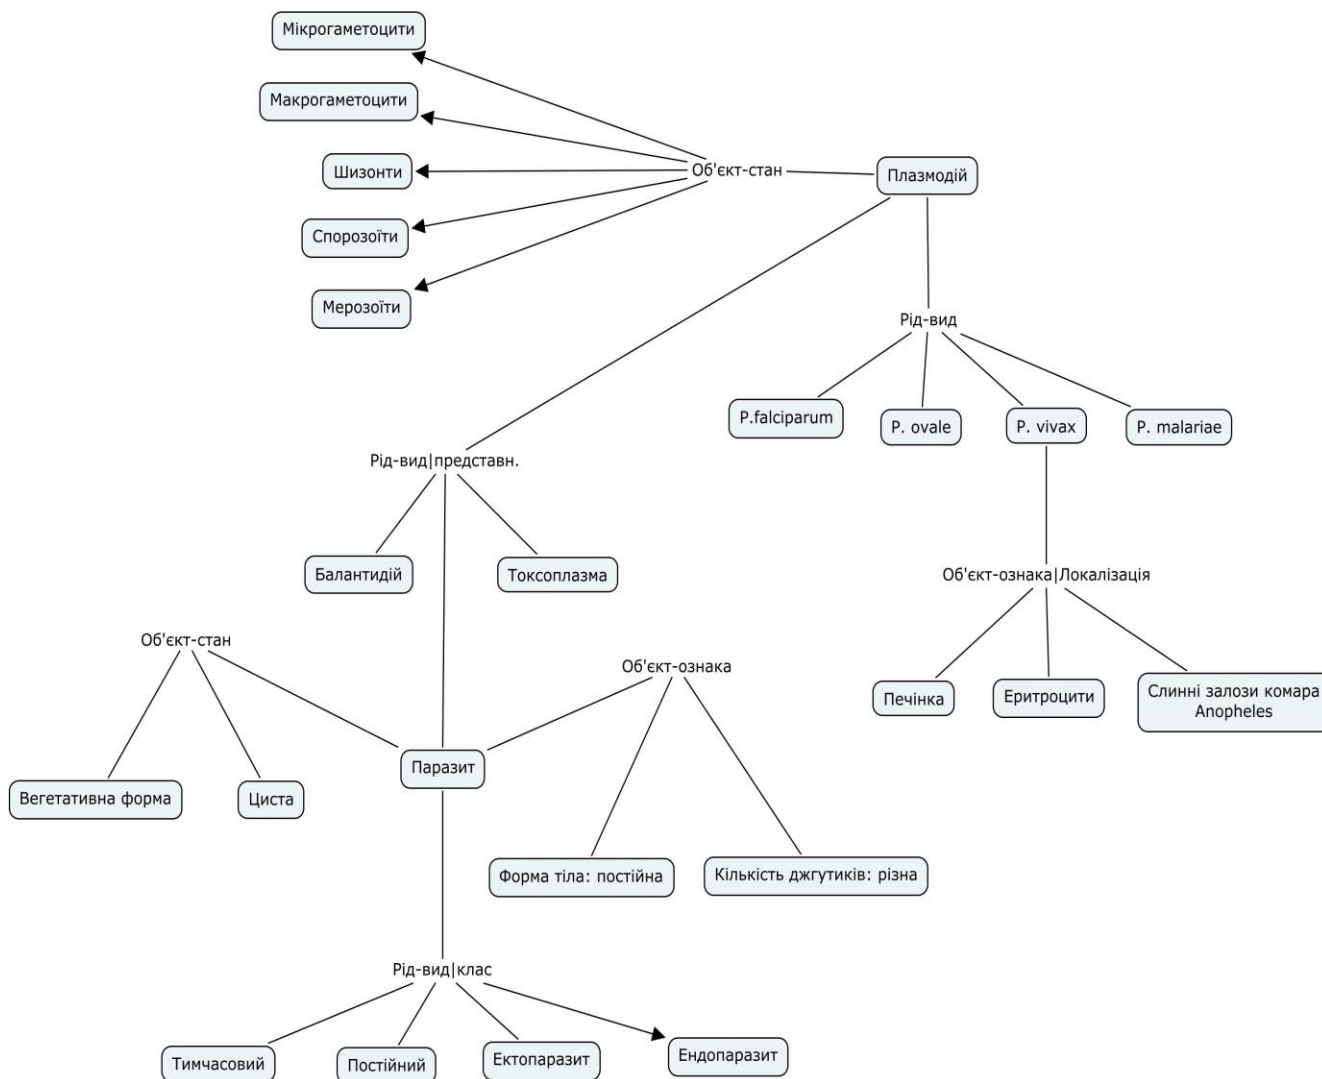 Мікрогаметоцити
Макрогаметоцити
Шизонти
Об'єкт-стан
Плазмодій
Спорозоїти
Мерозоїти
Рід-вид
P.falciparum
P. ovale
P. vivax
P. malariae
Рід-вид|представн.
Балантидій
Токсоплазма
Об'єкт-ознака|Локалізація
Печінка
Еритроцити
Слинні залози комара
Anopheles
Об'єкт-стан
Об'єкт-ознака
Паразит
Вегетативна форма
Циста
Форма тіла: постійна
Кількість джгутиків: різна
Рід-вид|клас
Тимчасовий
Постійний
Ектопаразит
Ендопаразит